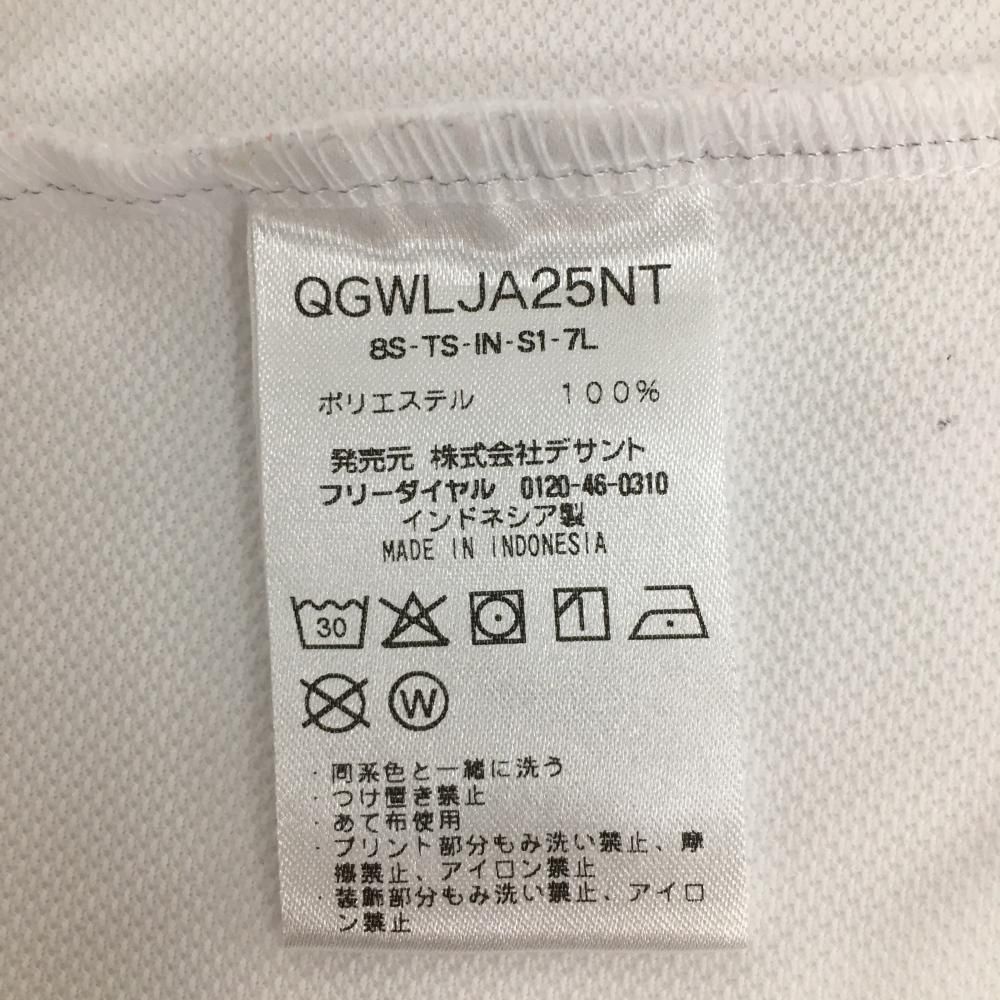 QGWLJA25NT
8S-TS-IN-S1-7L
ポリエステル 100%
発売元 株式会社デサント
フリーダイヤル 0120-46-0310
インドネシア製
MADE IN INDONESIA
30
W
・同系色と一緒に洗う
・つけ置き禁止
・あて布使用
・プリント部分もみ洗い禁止、摩
擦禁止、アイロン禁止
・装飾部分もみ洗い禁止、アイロ
ン禁止